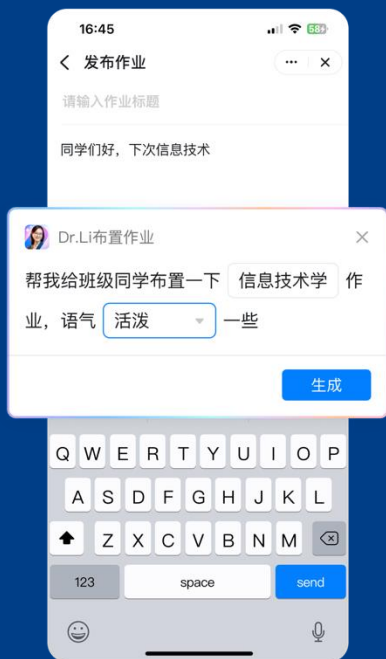 16:45
58
发布作业
请输入作业标题
同学们好，下次信息技术
Dr.Li布置作业
帮我给班级同学布置一下 信息技术学 作
业，语气 活泼 一些
生成
Q W E R T Y U I O P
A S D F G H J K L
Z X C V B N M
123 space send